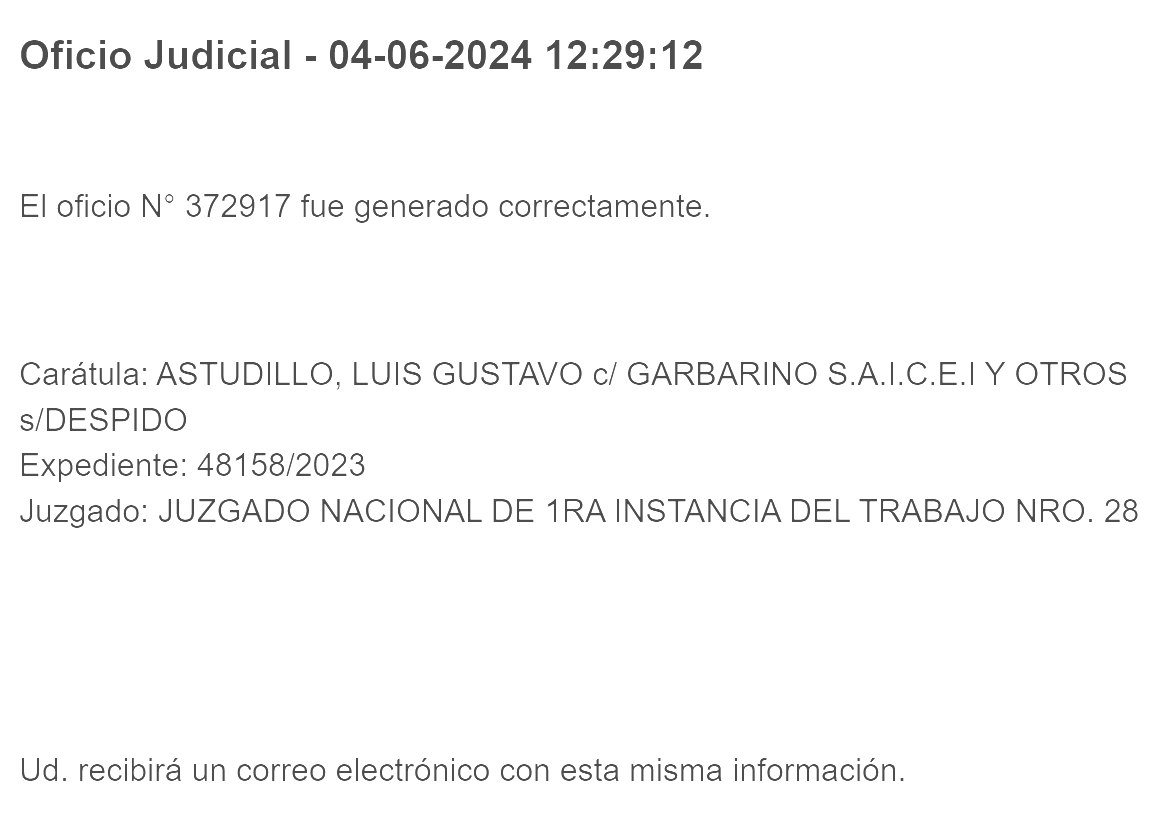 Oficio Judicial - 04-06-2024 12:29:12
El oficio N° 372917 fue generado correctamente.
Carátula: ASTUDILLO, LUIS GUSTAVO c/ GARBARINO S.A.I.C.E.I Y OTROS
s/DESPIDO
Expediente: 48158/2023
Juzgado: JUZGADO NACIONAL DE 1RA INSTANCIA DEL TRABAJO NRO. 28
Ud. recibirá un correo electrónico con esta misma información.